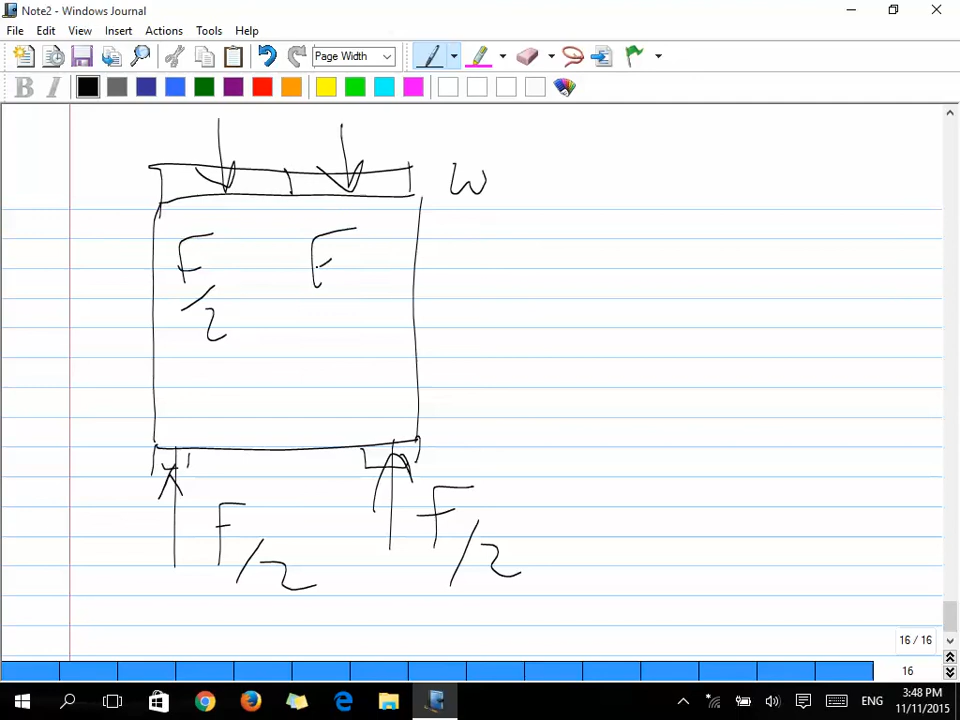 Note2 - Windows Journal
File Edit View Insert Actions Tools Help
Page Width
B I
W
F/2 F
F/2 F/2
16 / 16
16
ENG
3:48 PM
11/11/2015